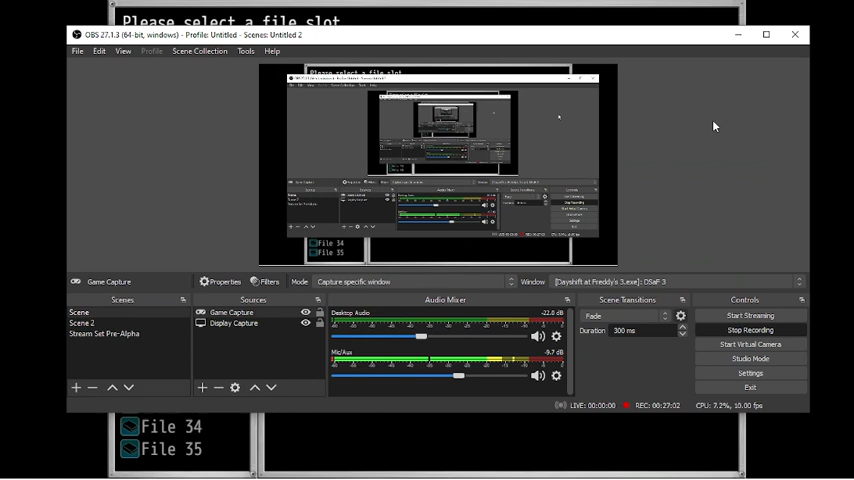 Please select a file slot
OBS 27.1.3 (64-bit, windows) - Profile: Untitled - Scenes: Untitled 2
File Edit View Profile Scene Collection Tools Help
Please select a file slot
File 34
File 35
Game Capture Properties Filters Mode Capture specific window Window [Dayshift at Freddy's 3.exe]: DSaF 3
Scenes Sources Audio Mixer Scene Transitions Controls
Scene
Scene 2
Stream Set Pre-Alpha
Game Capture
Display Capture
Desktop Audio -22.0 dB
Mic/Aux -9.7 dB
Fade
Duration 300 ms
Start Streaming
Stop Recording
Start Virtual Camera
Studio Mode
Settings
Exit
LIVE: 00:00:00 REC: 00:27:02 CPU: 7.2%, 10.00 fps
File 34
File 35